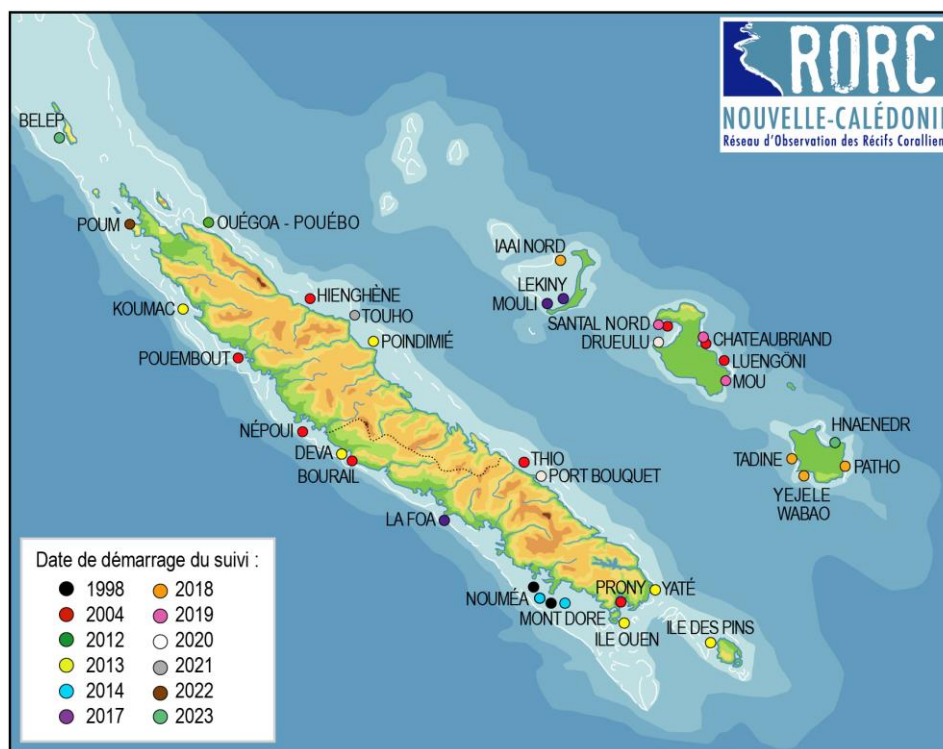 RORC
NOUVELLE-CALÉDONIE
Réseau d'Observation des Récifs Coralliens
BELEP
POUM
OUÉGOA - POUÉBO
IAAI NORD
LEKINY
MOULI
HIENGHÈNE
TOUHO
KOUMAC
POINDIMIÉ
SANTAL NORD
DRUEULU
CHATEAUBRIAND
LUENGÖNI
MOU
POUEMBOUT
NÉPOUI
DEVA
BOURAIL
THIO
PORT BOUQUET
HNAENEDR
TADINE
PATHO
YEJELE
WABAO
LA FOA
NOUMÉA
MONT DORE
PRONY
YATÉ
ILE OUEN
ILE DES PINS
Date de démarrage du suivi :
1998
2004
2012
2013
2014
2017
2018
2019
2020
2021
2022
2023